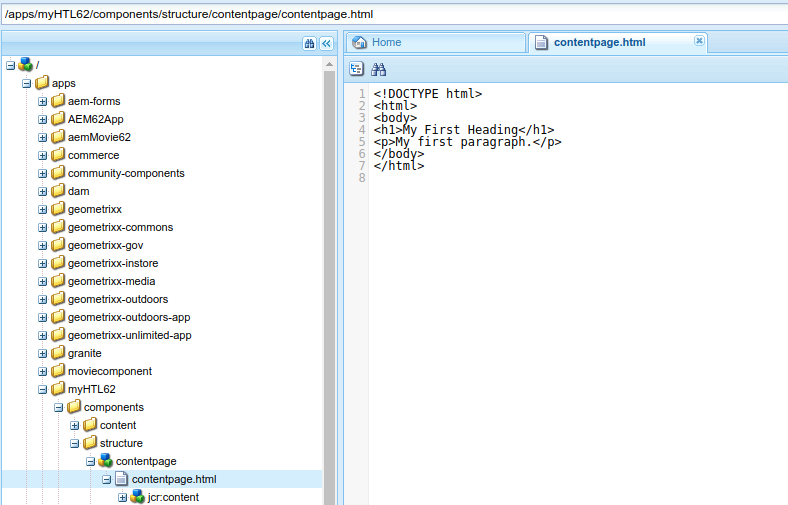 /apps/myHTL62/components/structure/contentpage/contentpage.html
/
apps
aem-forms
AEM62App
aemMovie62
commerce
community-components
dam
geometrixx
geometrixx-commons
geometrixx-gov
geometrixx-instore
geometrixx-media
geometrixx-outdoors
geometrixx-outdoors-app
geometrixx-unlimited-app
granite
moviecomponent
myHTL62
components
content
structure
contentpage
contentpage.html
jcr:content
Home
contentpage.html
1 <!DOCTYPE html>
2 <html>
3 <body>
4 <h1>My First Heading</h1>
5 <p>My first paragraph.</p>
6 </body>
7 </html>
8